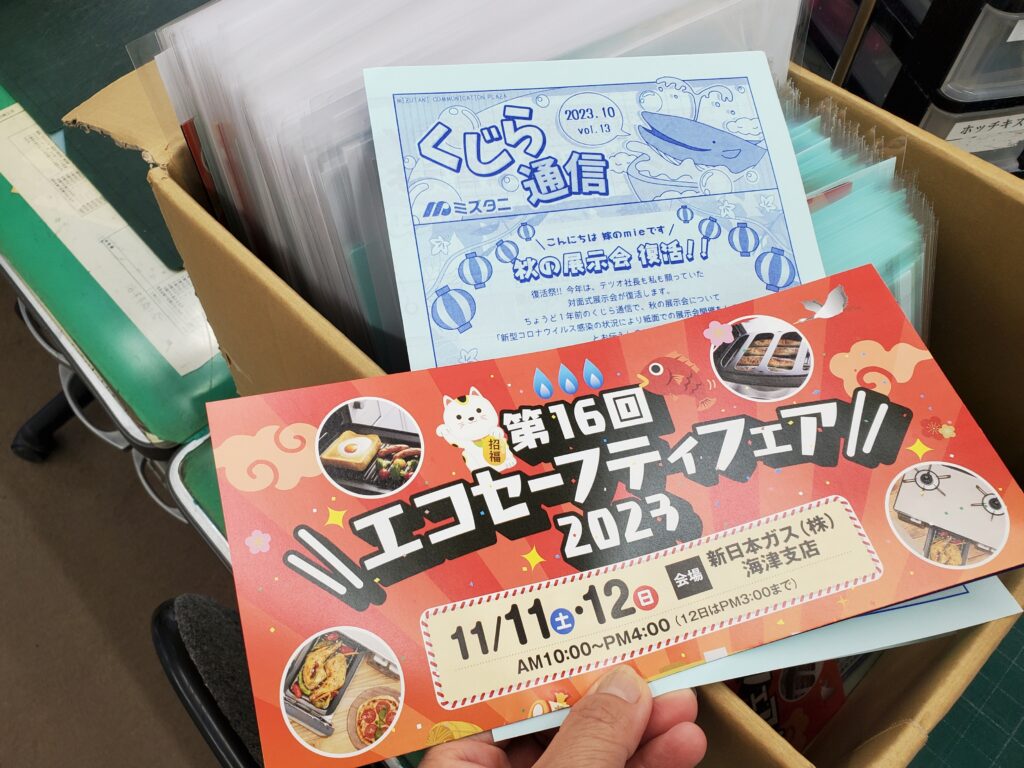 MIZUTANI COMMUNICATION PLAZA
くじら
通信
2023.10
vol.13
ミズタニ
こんにちは 嫁のmieです
秋の展示会 復活!!
復活祭!! 今年は、テツオ社長も私も願っていた
対面式展示会が復活します。
ちょうど1年前のくじら通信で、秋の展示会について
「新型コロナウイルス感染の状況により紙面での展示会開催
ホッチキス
招福
第16回
エコセーフティフェア
2023
11/11土・12日
会場
新日本ガス(株)
海津支店
AM10:00~PM4:00(12日はPM3:00まで)